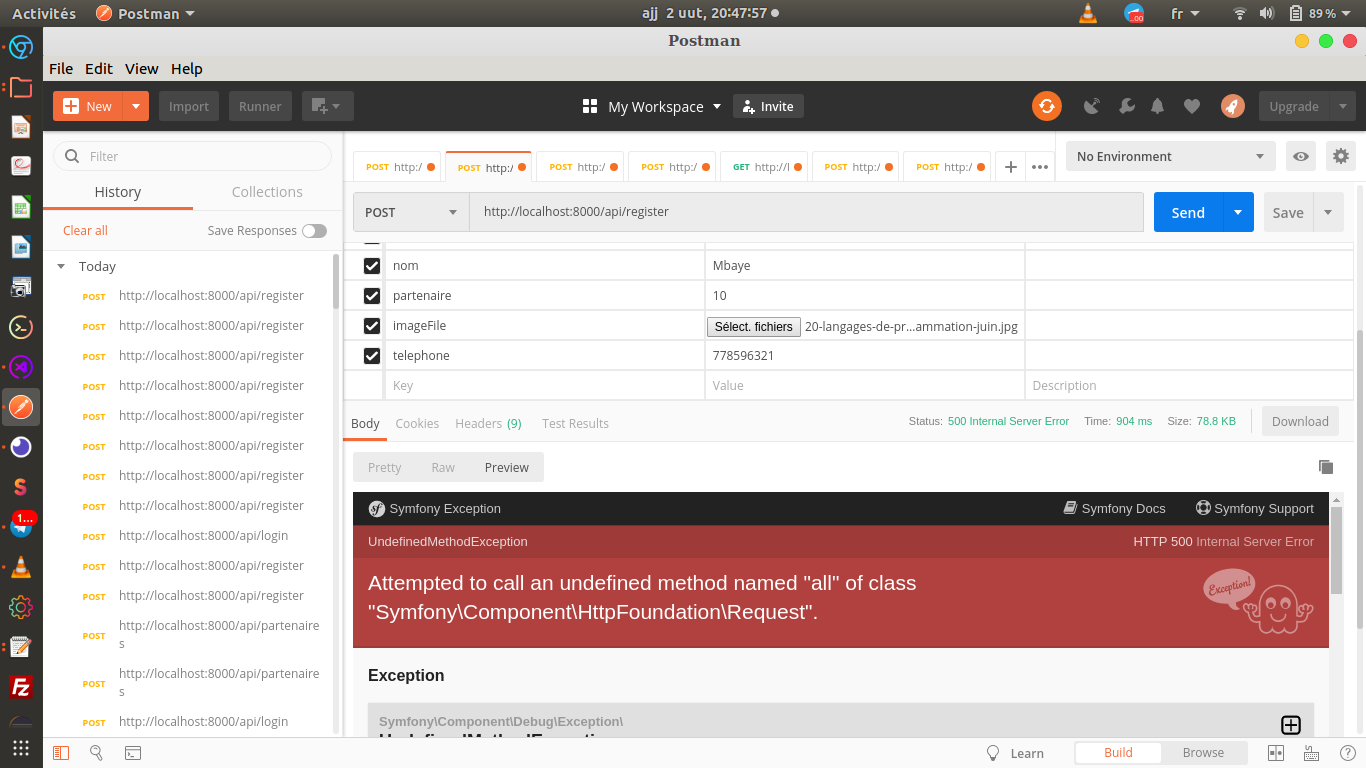 Activités
Postman
ajj 2 uut, 20:47:57
.00
fr
89 %
Postman
File Edit View Help
New
Import
Runner
My Workspace
Invite
Upgrade
Filter
History
Collections
Clear all
Save Responses
Today
POST http://localhost:8000/api/register
POST http://localhost:8000/api/register
POST http://localhost:8000/api/register
POST http://localhost:8000/api/register
POST http://localhost:8000/api/register
POST http://localhost:8000/api/register
POST http://localhost:8000/api/register
POST http://localhost:8000/api/register
POST http://localhost:8000/api/login
POST http://localhost:8000/api/register
POST http://localhost:8000/api/register
POST http://localhost:8000/api/partenaire
s
POST http://localhost:8000/api/partenaire
s
POST http://localhost:8000/api/login
1...
POST http:/
POST http:/
POST http:/
POST http:/
GET http://l
POST http:/
POST http:/
No Environment
POST
http://localhost:8000/api/register
Send
Save
nom Mbaye
partenaire 10
imageFile Sélect. fichiers 20-langages-de-pr...ammation-juin.jpg
telephone 778596321
Key Value Description
Body Cookies Headers (9) Test Results
Status: 500 Internal Server Error Time: 904 ms Size: 78.8 KB
Download
Pretty Raw Preview
Symfony Exception
Symfony Docs
Symfony Support
UndefinedMethodException
HTTP 500 Internal Server Error
Attempted to call an undefined method named "all" of class
"Symfony\Component\HttpFoundation\Request".
Exception!
Exception
Symfony\Component\Debug\Exception\
UndefinedMethodException
Learn
Build
Browse